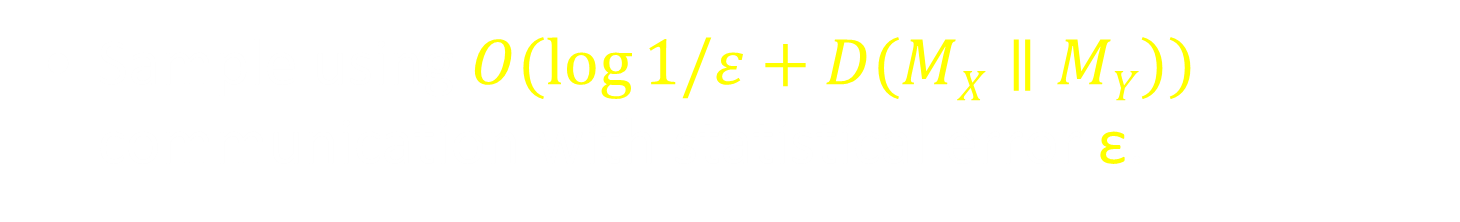 O(log 1/ε + D(M_X ∥ M_Y))
ε